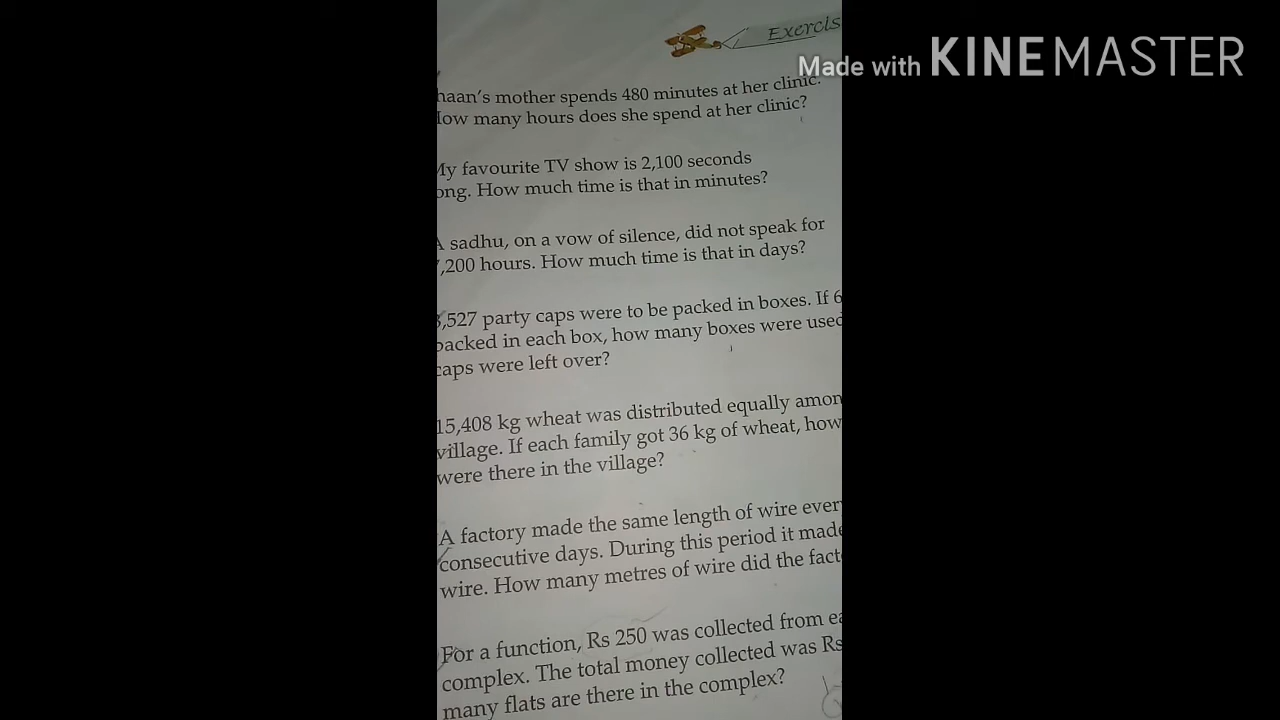 Exercis
Made with KINEMASTER
haan's mother spends 480 minutes at her clinic.
How many hours does she spend at her clinic?
My favourite TV show is 2,100 seconds
ong. How much time is that in minutes?
A sadhu, on a vow of silence, did not speak for
,200 hours. How much time is that in days?
,527 party caps were to be packed in boxes. If 6
packed in each box, how many boxes were used
caps were left over?
15,408 kg wheat was distributed equally amon
village. If each family got 36 kg of wheat, how
were there in the village?
A factory made the same length of wire ever
consecutive days. During this period it made
wire. How many metres of wire did the fact
For a function, Rs 250 was collected from ea
complex. The total money collected was Rs
many flats are there in the complex?